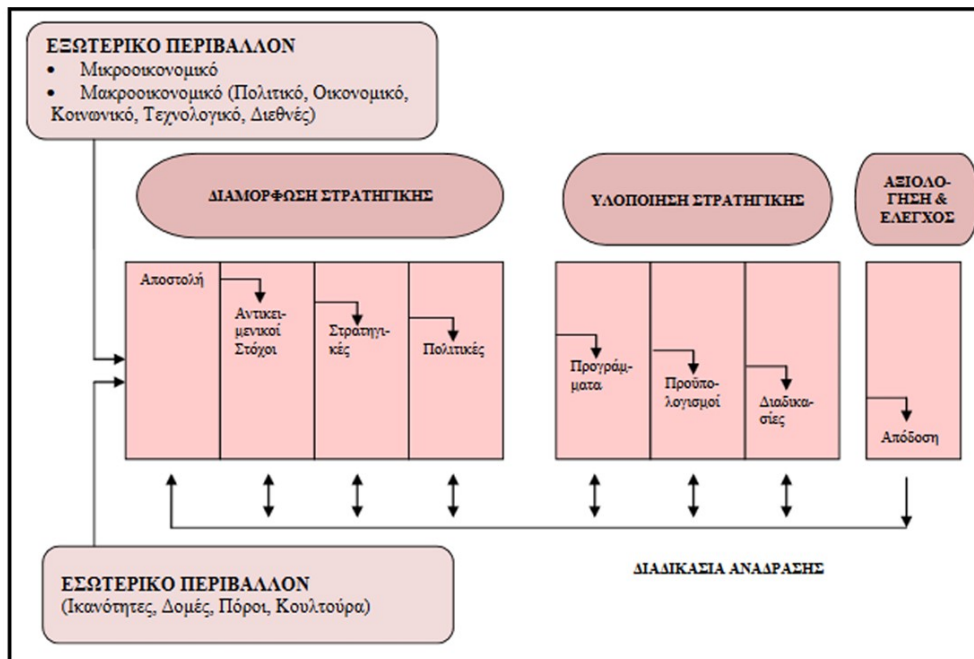 ΕΞΩΤΕΡΙΚΟ ΠΕΡΙΒΑΛΛΟΝ
• Μικροοικονομικό
• Μακροοικονομικό (Πολιτικό, Οικονομικό,
Κοινωνικό, Τεχνολογικό, Διεθνές)
ΔΙΑΜΟΡΦΩΣΗ ΣΤΡΑΤΗΓΙΚΗΣ
ΥΛΟΠΟΙΗΣΗ ΣΤΡΑΤΗΓΙΚΗΣ
ΑΞΙΟΛΟ-
ΓΗΣΗ &
ΕΛΕΓΧΟΣ
Αποστολή
Αντικει-
μενικοί
Στόχοι
Στρατηγι-
κές
Πολιτικές
Προγράμ-
ματα
Προϋπο-
λογισμοί
Διαδικα-
σίες
Απόδοση
ΔΙΑΔΙΚΑΣΙΑ ΑΝΑΔΡΑΣΗΣ
ΕΣΩΤΕΡΙΚΟ ΠΕΡΙΒΑΛΛΟΝ
(Ικανότητες, Δομές, Πόροι, Κουλτούρα)